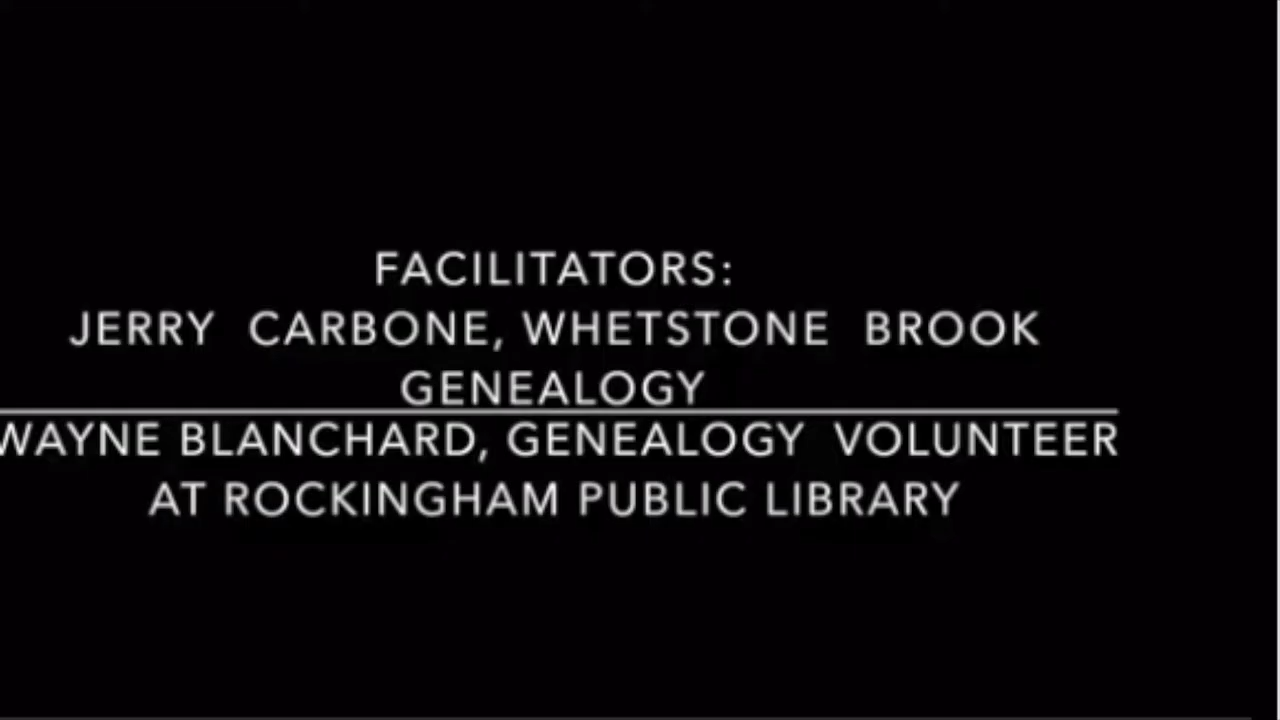 FACILITATORS:
JERRY CARBONE, WHETSTONE BROOK
GENEALOGY
WAYNE BLANCHARD, GENEALOGY VOLUNTEER
AT ROCKINGHAM PUBLIC LIBRARY